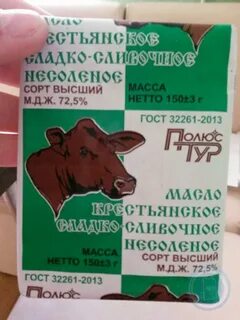 МАСЛО
КРЕСТЬЯНСКОЕ
СЛАДКО-СЛИВОЧНОЕ
НЕСОЛЕНОЕ
СОРТ ВЫСШИЙ
М.Д.Ж. 72,5%
МАССА
НЕТТО 150±3 г
ГОСТ 32261-2013
ПОЛЮС
ТУР
МАСЛО
КРЕСТЬЯНСКОЕ
СЛАДКО-СЛИВОЧНОЕ
НЕСОЛЕНОЕ
СОРТ ВЫСШИЙ
М.Д.Ж. 72,5%
МАССА
НЕТТО 150±3 г
ГОСТ 32261-2013
ПОЛЮС